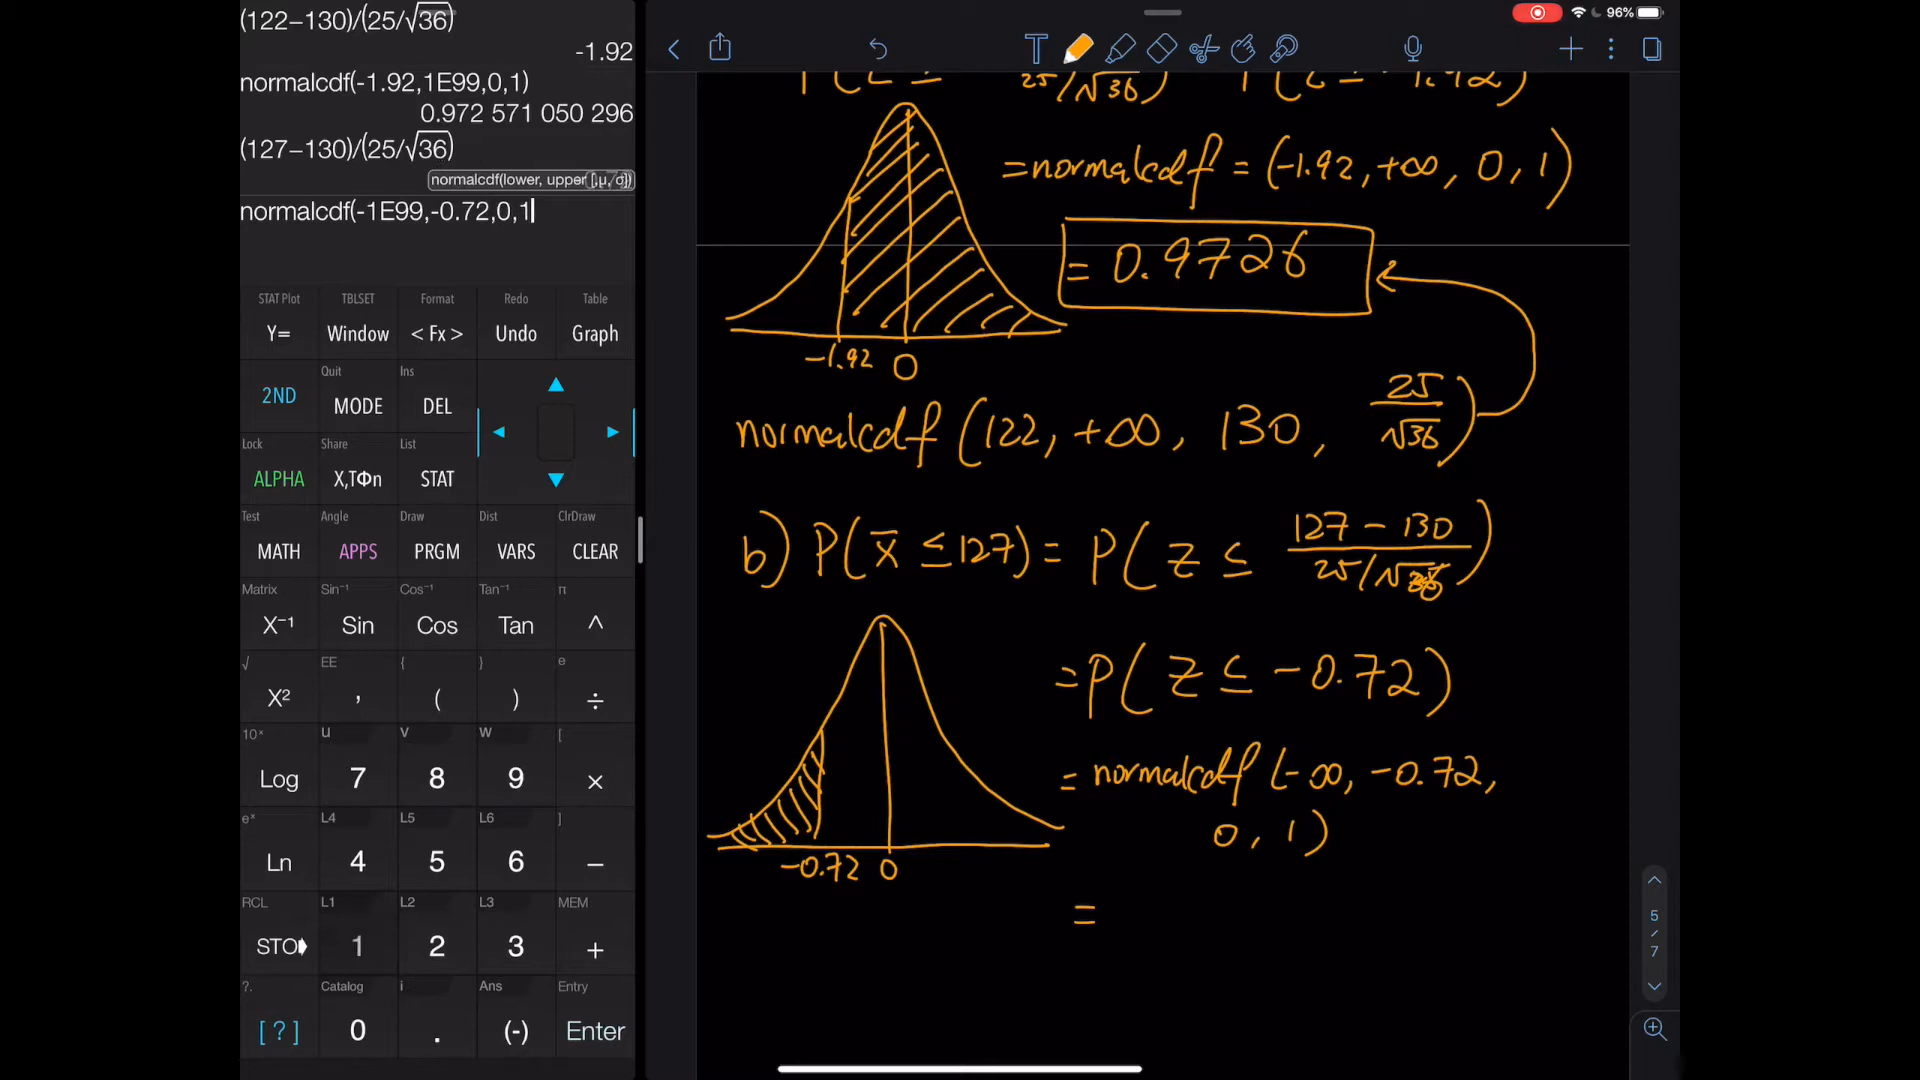 (122−130)/(25/√36)
-1.92
normalcdf(-1.92,1E99,0,1)
0.972 571 050 296
(127−130)/(25/√36)
normalcdf(lower, upper [,μ, σ])
normalcdf(-1E99,-0.72,0,1
STAT Plot TBLSET Format Redo Table
Y= Window < Fx > Undo Graph
Quit Ins
2ND MODE DEL
Lock Share List
ALPHA X,TΦn STAT
Test Angle Draw Dist ClrDraw
MATH APPS PRGM VARS CLEAR
Matrix Sin⁻¹ Cos⁻¹ Tan⁻¹ π
X⁻¹ Sin Cos Tan ^
√ EE { } e
X² , ( ) ÷
10ˣ u v w [
Log 7 8 9 ×
eˣ L4 L5 L6 ]
Ln 4 5 6 −
RCL L1 L2 L3 MEM
STO 1 2 3 +
?. Catalog i Ans Entry
[ ? ] 0 . (-) Enter
96%
T
25/√36) -1.92)
=normalcdf = (-1.92, +∞, 0, 1)
= 0.9726
-1.92 0
normalcdf (122, +∞, 130, 25/√36)
b) P(x̄ ≤ 127) = P( Z ≤ 127 - 130
25/√36 )
= P( Z ≤ -0.72)
= normalcdf (-∞, -0.72,
0, 1)
-0.72 0
=
5
/
7